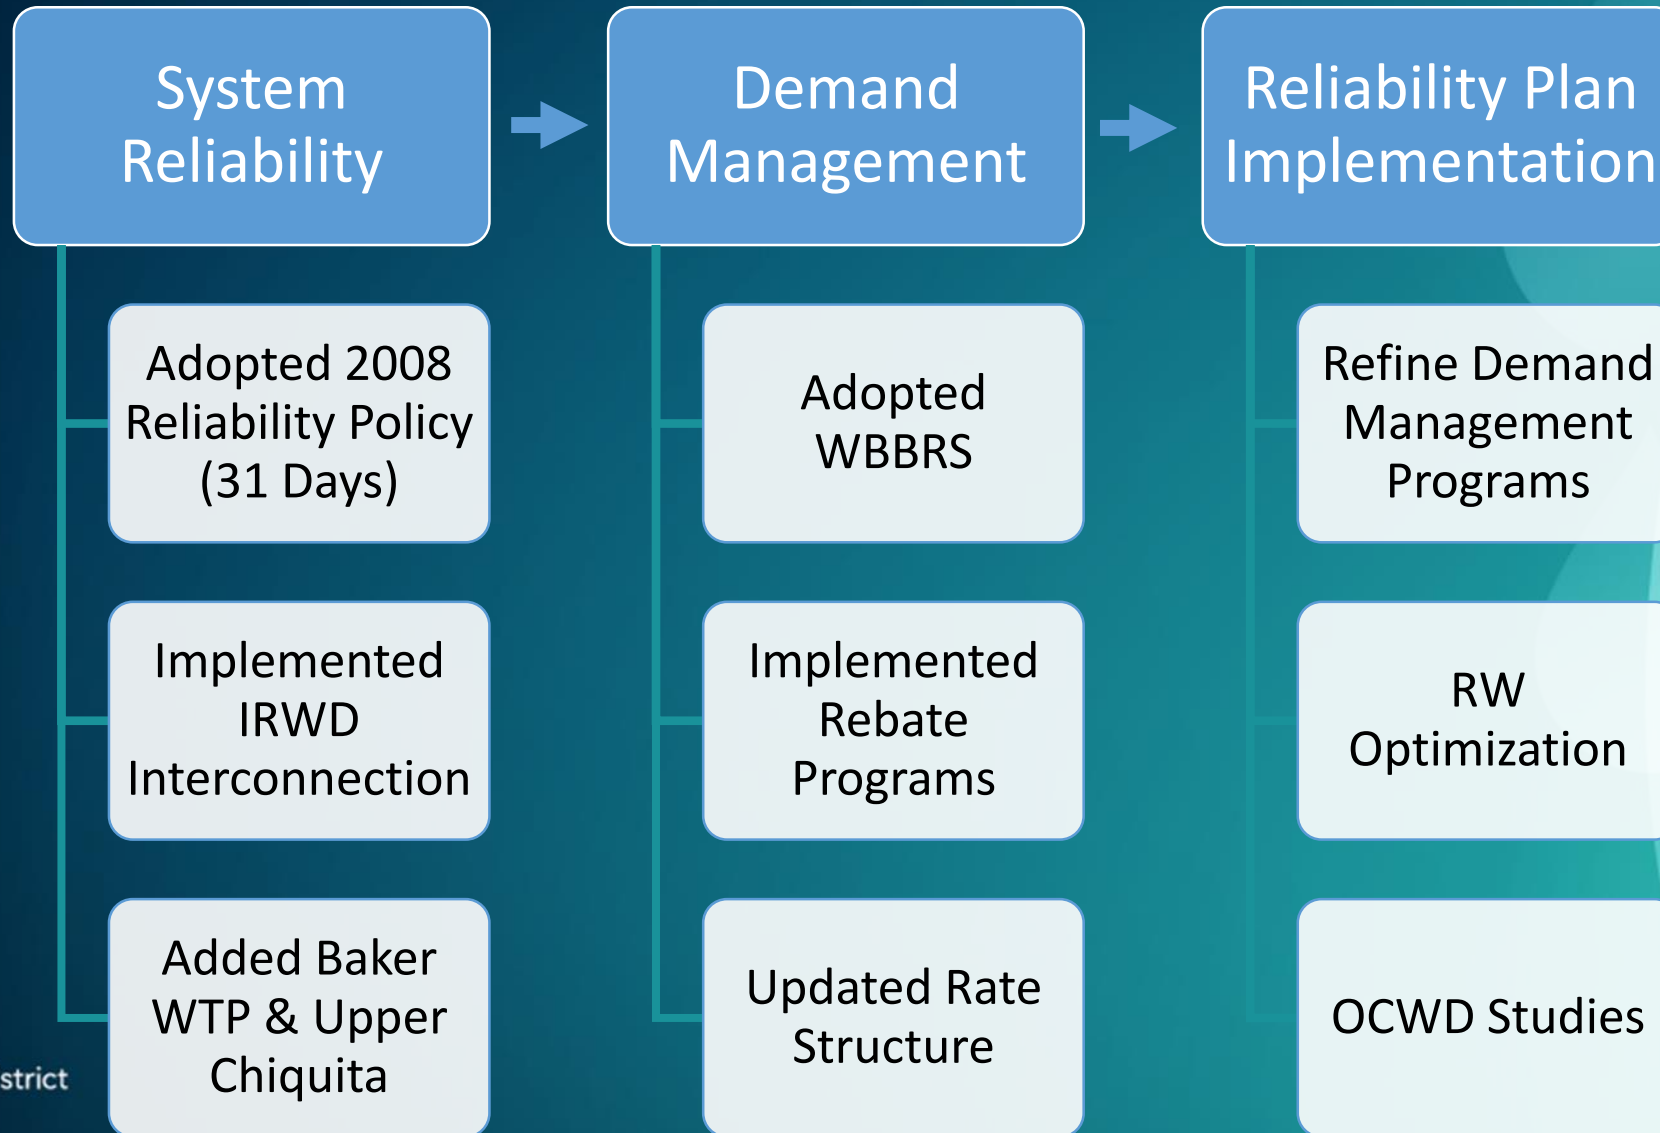 System
Reliability
Adopted 2008
Reliability Policy
(31 Days)
Implemented
IRWD
Interconnection
Added Baker
WTP & Upper
Chiquita
Demand
Management
Adopted
WBBRS
Implemented
Rebate
Programs
Updated Rate
Structure
Reliability Plan
Implementation
Refine Demand
Management
Programs
RW
Optimization
OCWD Studies
strict